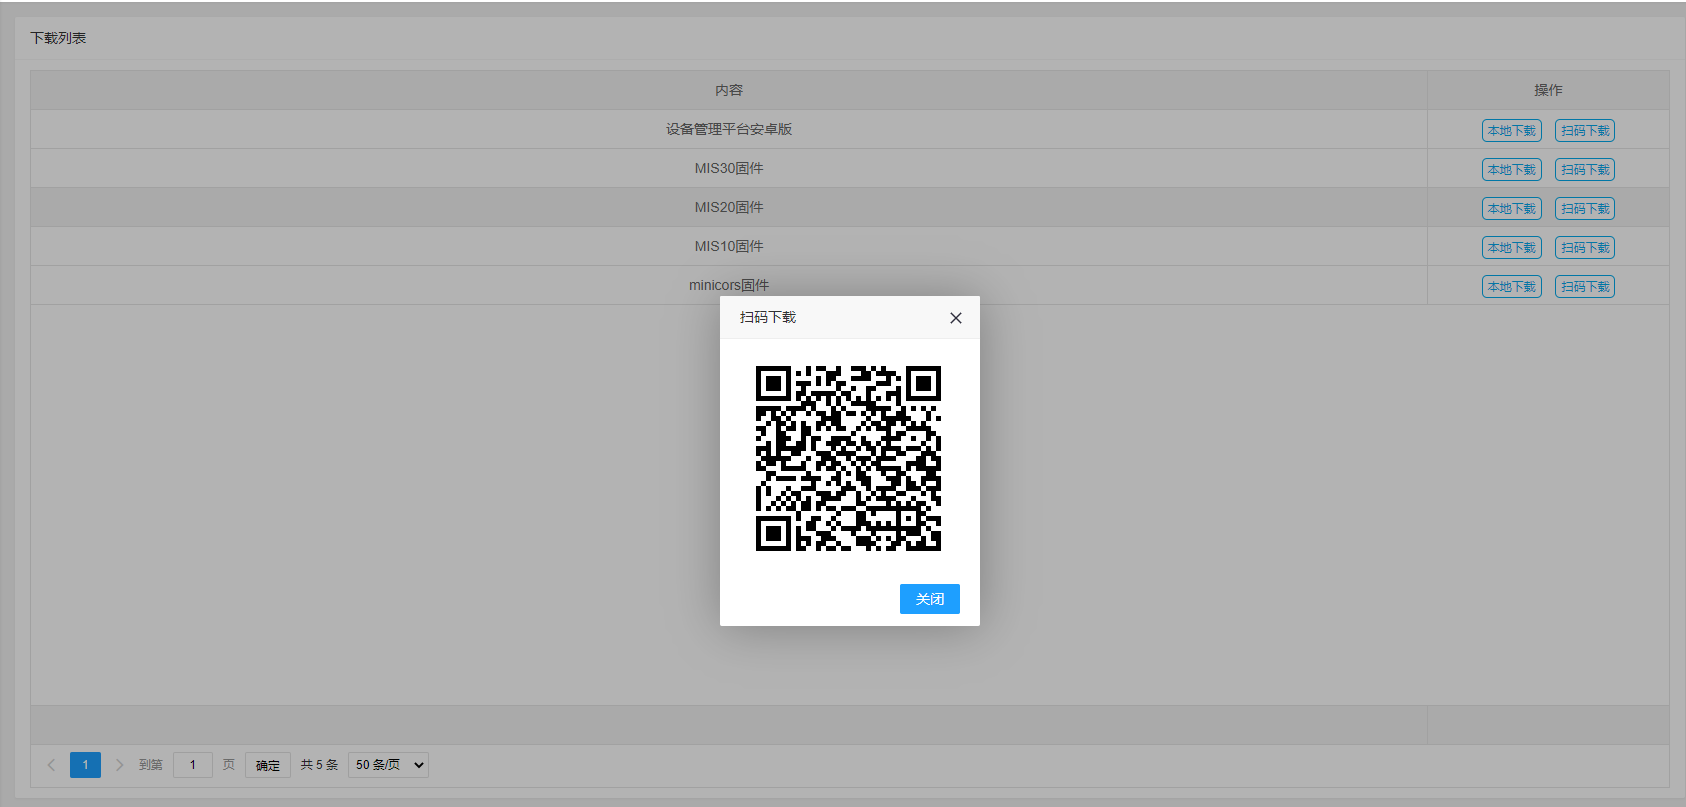 下载列表
内容 操作
设备管理平台安卓版 本地下载 扫码下载
MIS30固件 本地下载 扫码下载
MIS20固件 本地下载 扫码下载
MIS10固件 本地下载 扫码下载
minicors固件 本地下载 扫码下载
扫码下载
关闭
1 到第 1 页 确定 共 5 条 50 条/页